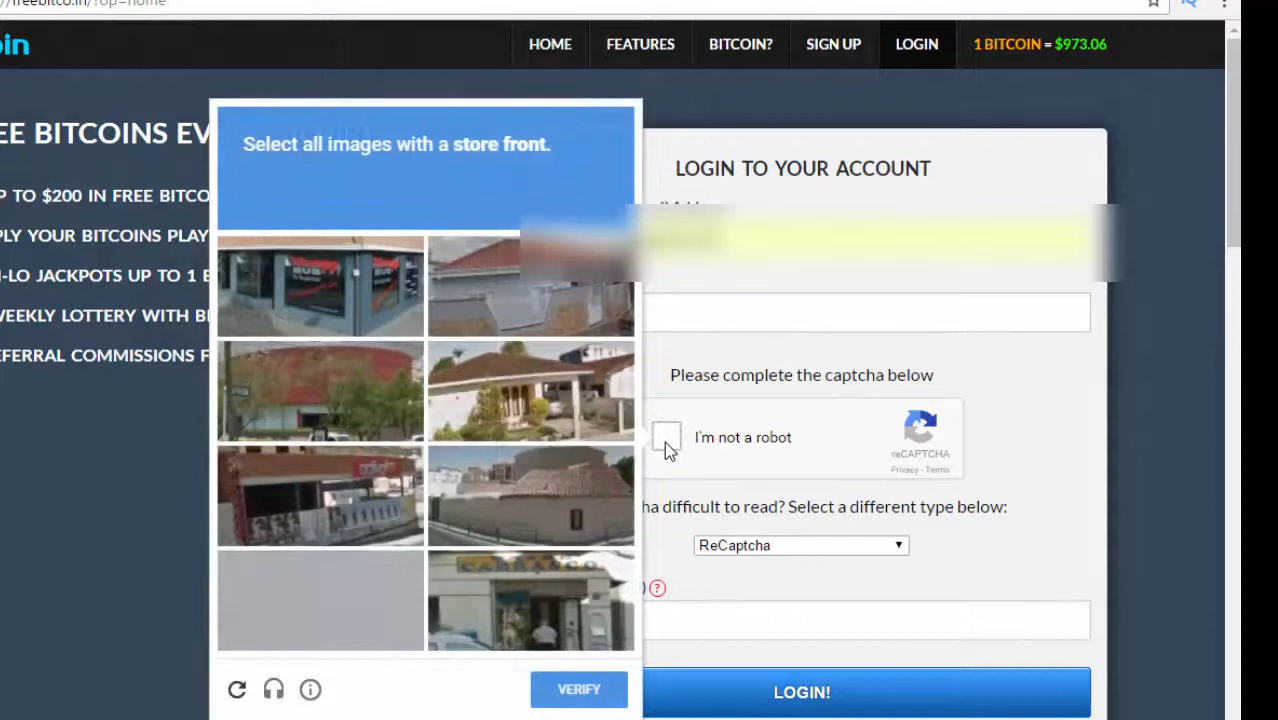 //freebitco.in/?op=home
oin
HOME
FEATURES
BITCOIN?
SIGN UP
LOGIN
1 BITCOIN = $973.06
EE BITCOINS EV
P TO $200 IN FREE BITCO
PLY YOUR BITCOINS PLAY
I-LO JACKPOTS UP TO 1 B
WEEKLY LOTTERY WITH B
EFERRAL COMMISSIONS F
Select all images with a store front.
VERIFY
LOGIN TO YOUR ACCOUNT
Please complete the captcha below
I'm not a robot
reCAPTCHA
Privacy - Terms
ha difficult to read? Select a different type below:
ReCaptcha
) ?
LOGIN!